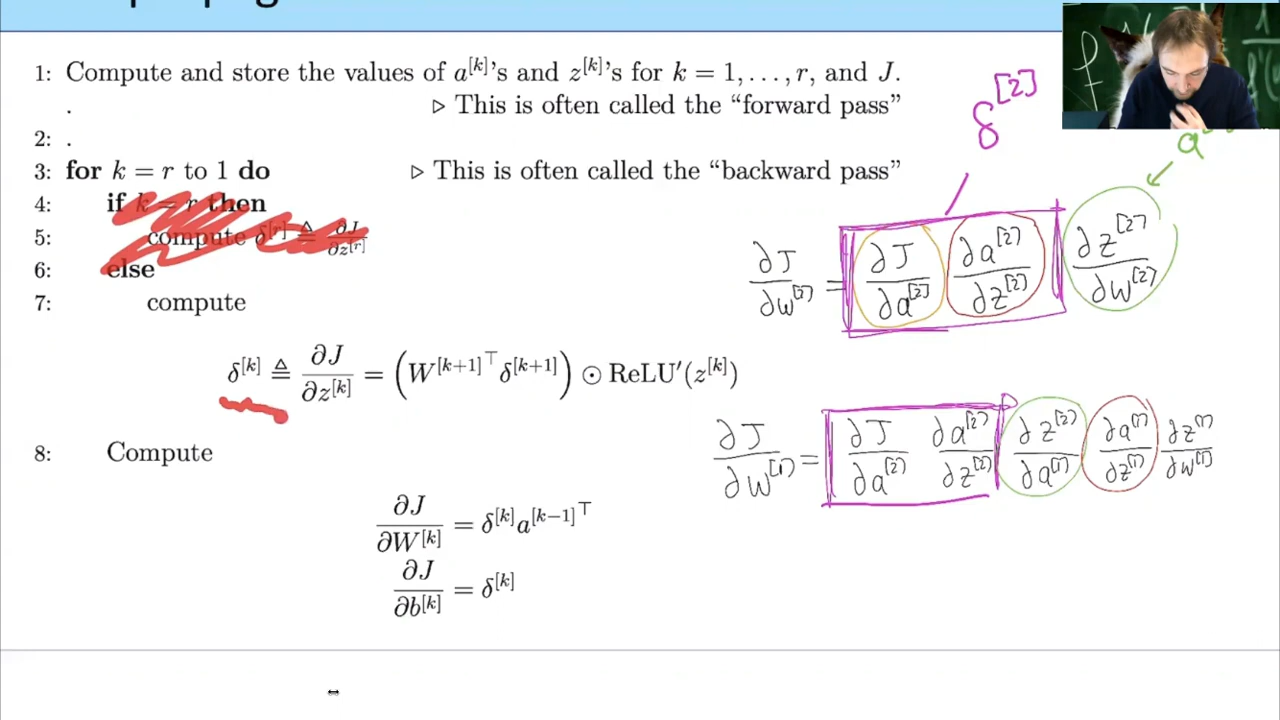 1: Compute and store the values of a^[k]'s and z^[k]'s for k = 1, . . . , r, and J.
. ▷ This is often called the “forward pass”
2: .
3: for k = r to 1 do ▷ This is often called the “backward pass”
4: if k = r then
5: compute δ^[r] ≜ ∂J/∂z^[r]
6: else
7: compute
δ^[k] ≜ ∂J/∂z^[k] = (W^[k+1]⊤ δ^[k+1]) ⊙ ReLU′(z^[k])
8: Compute
∂J/∂W^[k] = δ^[k] a^[k−1]⊤
∂J/∂b^[k] = δ^[k]
δ^[2]
∂J/∂w^[2] = ∂J/∂a^[2] ∂a^[2]/∂z^[2] ∂z^[2]/∂w^[2]
∂J/∂w^[1] = ∂J/∂a^[2] ∂a^[2]/∂z^[2] ∂z^[2]/∂a^[1] ∂a^[1]/∂z^[1] ∂z^[1]/∂w^[1]